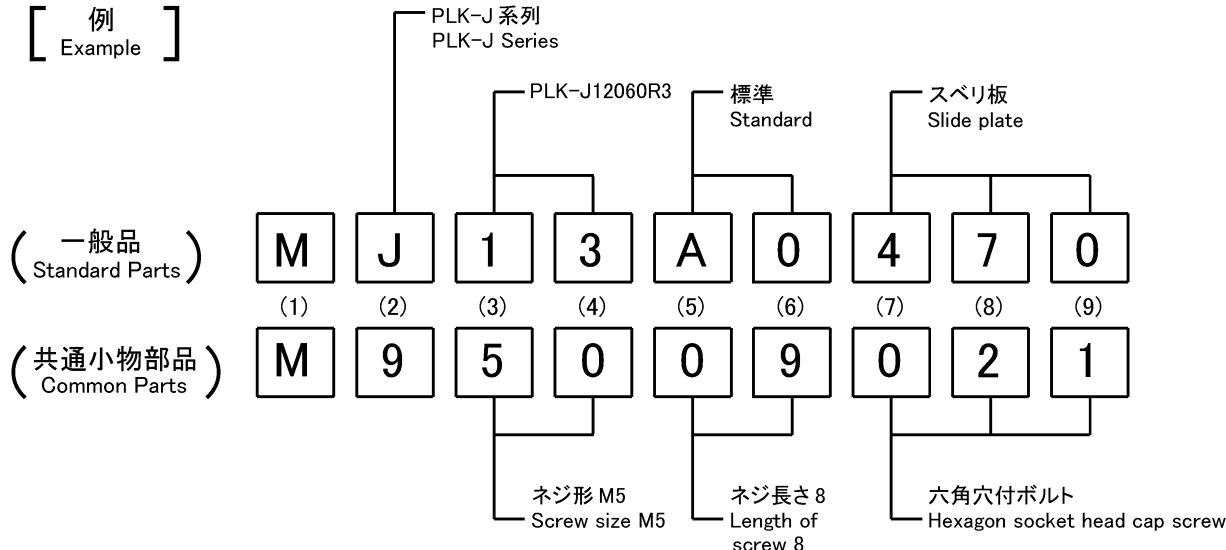 例
Example
PLK-J 系列
PLK-J Series
PLK-J12060R3
標準
Standard
スベリ板
Slide plate
一般品
Standard Parts
M J 1 3 A 0 4 7 0
(1) (2) (3) (4) (5) (6) (7) (8) (9)
共通小物部品
Common Parts
M 9 5 0 0 9 0 2 1
ネジ形 M5
Screw size M5
ネジ長さ 8
Length of
screw 8
六角穴付ボルト
Hexagon socket head cap screw